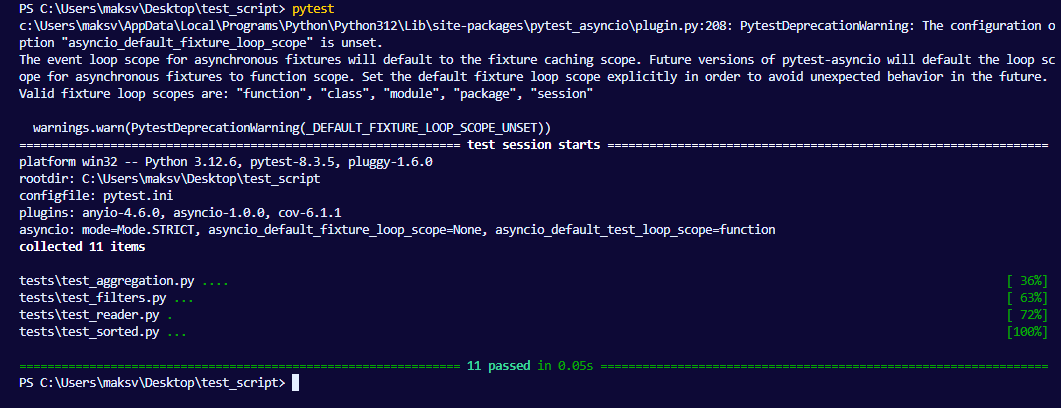 PS C:\Users\maksv\Desktop\test_script> pytest
c:\Users\maksv\AppData\Local\Programs\Python\Python312\Lib\site-packages\pytest_asyncio\plugin.py:208: PytestDeprecationWarning: The configuration o
ption "asyncio_default_fixture_loop_scope" is unset.
The event loop scope for asynchronous fixtures will default to the fixture caching scope. Future versions of pytest-asyncio will default the loop sc
ope for asynchronous fixtures to function scope. Set the default fixture loop scope explicitly in order to avoid unexpected behavior in the future.
Valid fixture loop scopes are: "function", "class", "module", "package", "session"
  warnings.warn(PytestDeprecationWarning(_DEFAULT_FIXTURE_LOOP_SCOPE_UNSET))
============================================================= test session starts =============================================================
platform win32 -- Python 3.12.6, pytest-8.3.5, pluggy-1.6.0
rootdir: C:\Users\maksv\Desktop\test_script
configfile: pytest.ini
plugins: anyio-4.6.0, asyncio-1.0.0, cov-6.1.1
asyncio: mode=Mode.STRICT, asyncio_default_fixture_loop_scope=None, asyncio_default_test_loop_scope=function
collected 11 items
tests\test_aggregation.py .... [ 36%]
tests\test_filters.py ... [ 63%]
tests\test_reader.py . [ 72%]
tests\test_sorted.py ... [100%]
============================================================= 11 passed in 0.05s ==============================================================
PS C:\Users\maksv\Desktop\test_script>